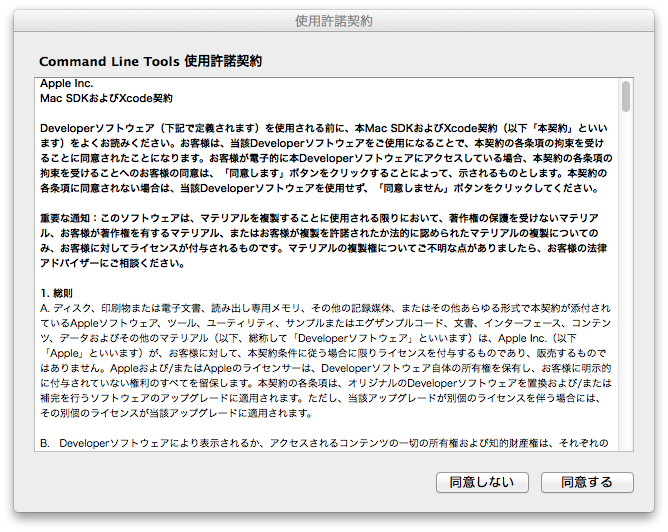 使用許諾契約
Command Line Tools 使用許諾契約
Apple Inc.
Mac SDKおよびXcode契約
Developerソフトウェア（下記で定義されます）を使用される前に、本Mac SDKおよびXcode契約（以下「本契約」といい
ます）をよくお読みください。お客様は、当該Developerソフトウェアをご使用になることで、本契約の各条項の拘束を受け
ることに同意されたことになります。お客様が電子的に本Developerソフトウェアにアクセスしている場合、本契約の各条項の
拘束を受けることへのお客様の同意は、「同意します」ボタンをクリックすることによって、示されるものとします。本契約の
各条項に同意されない場合は、当該Developerソフトウェアを使用せず、「同意しません」ボタンをクリックしてください。
重要な通知：このソフトウェアは、マテリアルを複製することに使用される限りにおいて、著作権の保護を受けないマテリア
ル、お客様が著作権を有するマテリアル、またはお客様が複製を許諾されたか法的に認められたマテリアルの複製についての
み、お客様に対してライセンスが付与されるものです。マテリアルの複製権についてご不明な点がありましたら、お客様の法律
アドバイザーにご相談ください。
1. 総則
A. ディスク、印刷物または電子文書、読み出し専用メモリ、その他の記録媒体、またはその他あらゆる形式で本契約が添付され
ているAppleソフトウェア、ツール、ユーティリティ、サンプルまたはエグザンプルコード、文書、インターフェース、コンテン
ツ、データおよびその他のマテリアル（以下、総称して「Developerソフトウェア」といいます）は、Apple Inc.（以下
「Apple」といいます）が、お客様に対して、本契約条件に従う場合に限りライセンスを付与するものであり、販売するもので
はありません。Appleおよび/またはAppleのライセンサーは、Developerソフトウェア自体の所有権を保有し、お客様に明示的
に付与されていない権利のすべてを留保します。本契約の各条項は、オリジナルのDeveloperソフトウェアを置換および/または
補完を行うソフトウェアのアップグレードに適用されます。ただし、当該アップグレードが別個のライセンスを伴う場合には、
その別個のライセンスが当該アップグレードに適用されます。
B. Developerソフトウェアにより表示されるか、アクセスされるコンテンツの一切の所有権および知的財産権は、それぞれの
同意しない
同意する